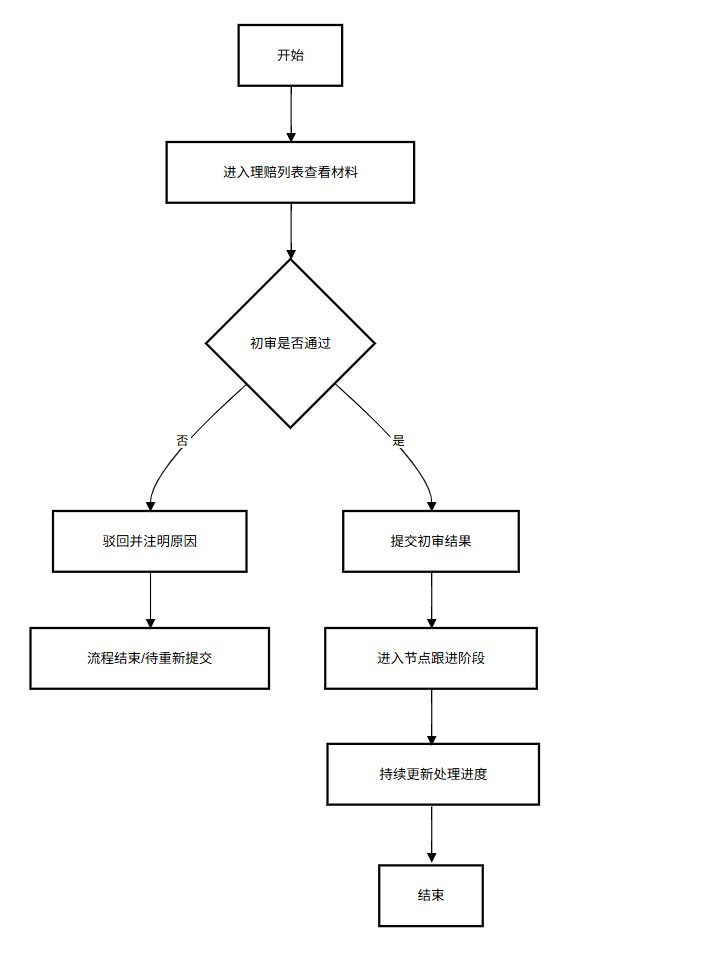 开始
进入理赔列表查看材料
初审是否通过
否
是
驳回并注明原因
提交初审结果
流程结束/待重新提交
进入节点跟进阶段
持续更新处理进度
结束